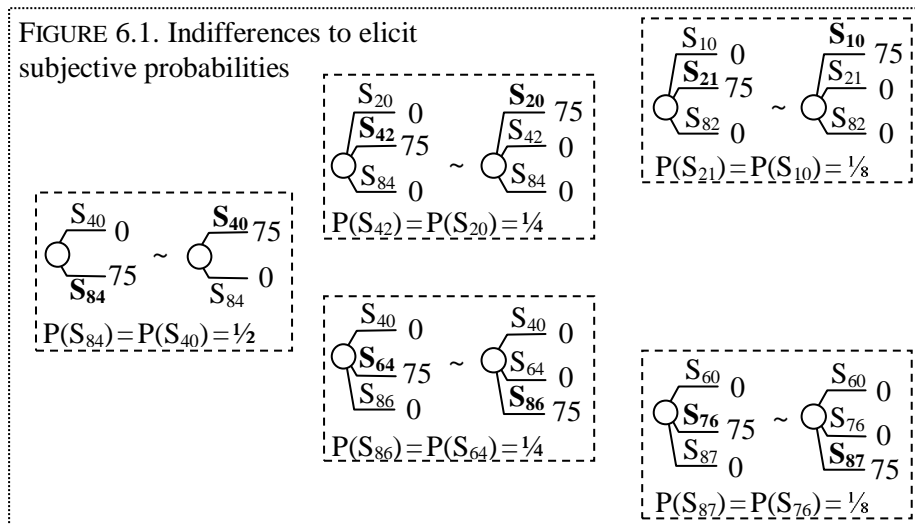 FIGURE 6.1. Indifferences to elicit
subjective probabilities
S₄₀ 0
S₈₄ 75
~
S₄₀ 75
S₈₄ 0
P(S₈₄)=P(S₄₀)=½
S₂₀ 0
S₄₂ 75
S₈₄ 0
~
S₂₀ 75
S₄₂ 0
S₈₄ 0
P(S₄₂)=P(S₂₀)=¼
S₄₀ 0
S₆₄ 75
S₈₆ 0
~
S₄₀ 0
S₆₄ 0
S₈₆ 75
P(S₈₆)=P(S₆₄)=¼
S₁₀ 0
S₂₁ 75
S₈₂ 0
~
S₁₀ 75
S₂₁ 0
S₈₂ 0
P(S₂₁)=P(S₁₀)=⅛
S₆₀ 0
S₇₆ 75
S₈₇ 0
~
S₆₀ 0
S₇₆ 0
S₈₇ 75
P(S₈₇)=P(S₇₆)=⅛